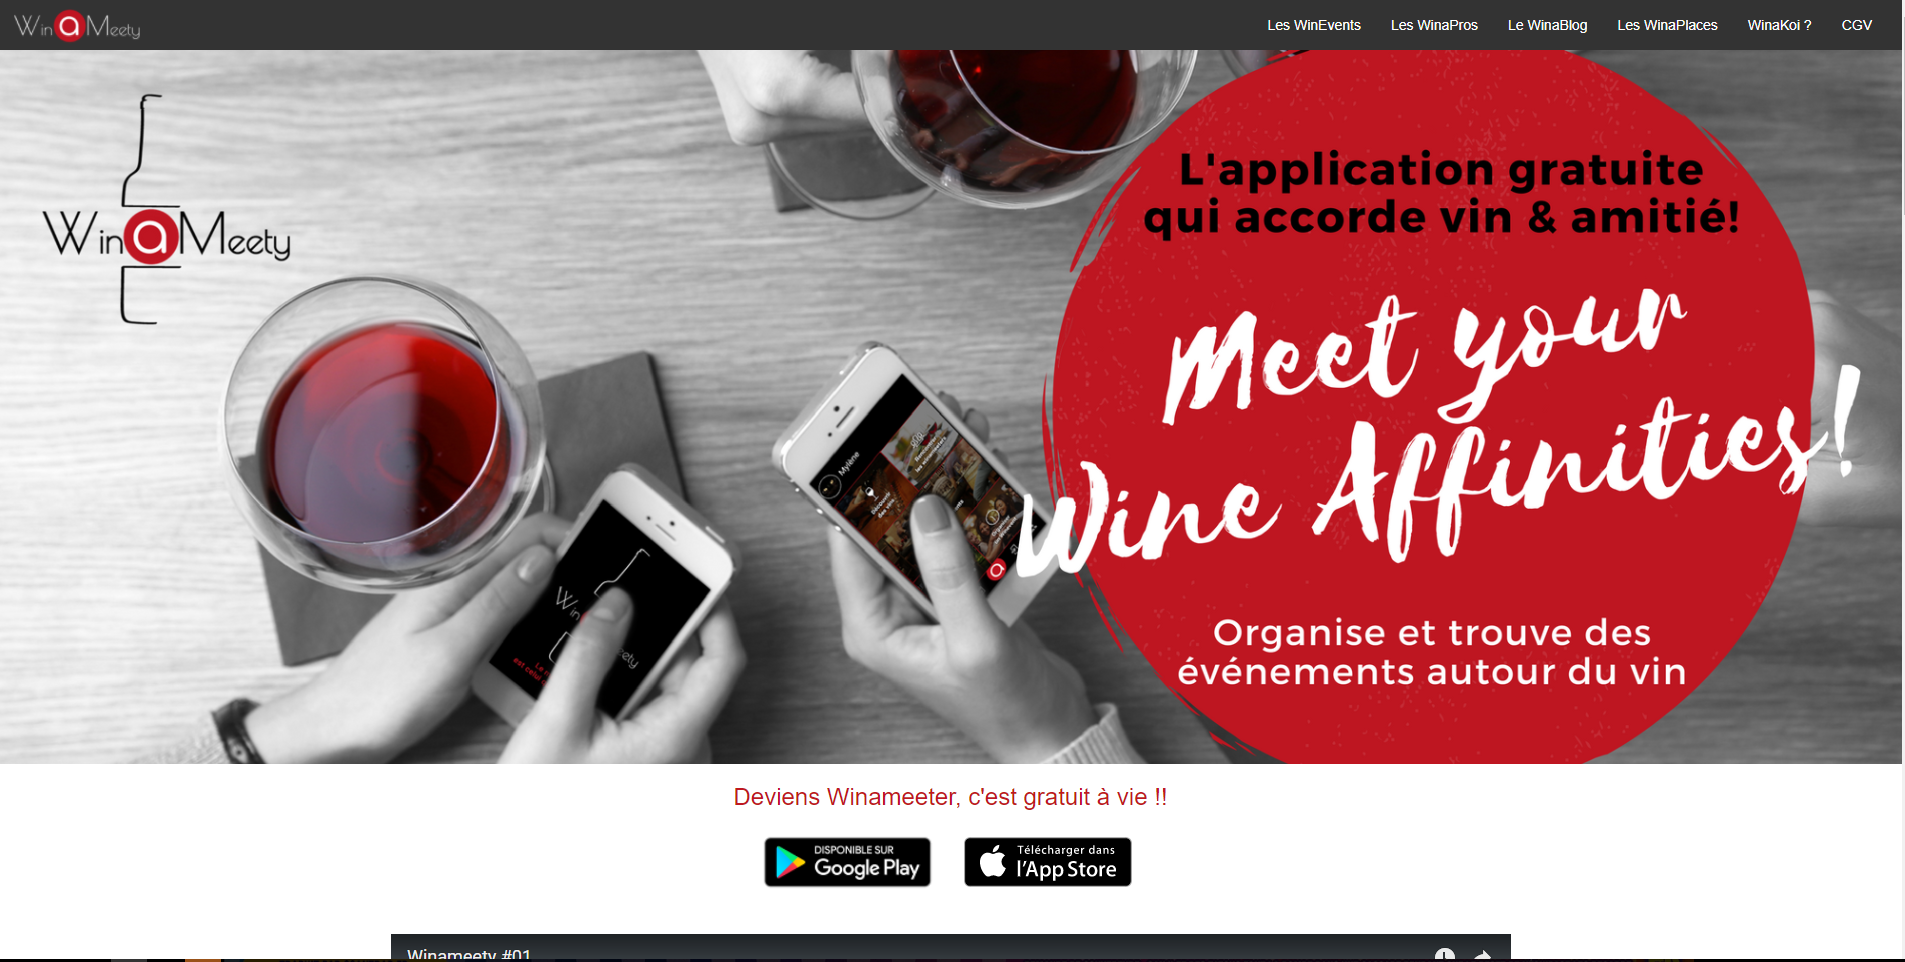 WinaMeety
Les WinEvents
Les WinaPros
Le WinaBlog
Les WinaPlaces
WinaKoi ?
CGV
WinaMeety
L'application gratuite
qui accorde vin & amitié!
Meet your
Wine Affinities!
Organise et trouve des
événements autour du vin
Mylène
Deviens Winameeter, c'est gratuit à vie !!
DISPONIBLE SUR
Google Play
Télécharger dans
l'App Store
Winameety #01